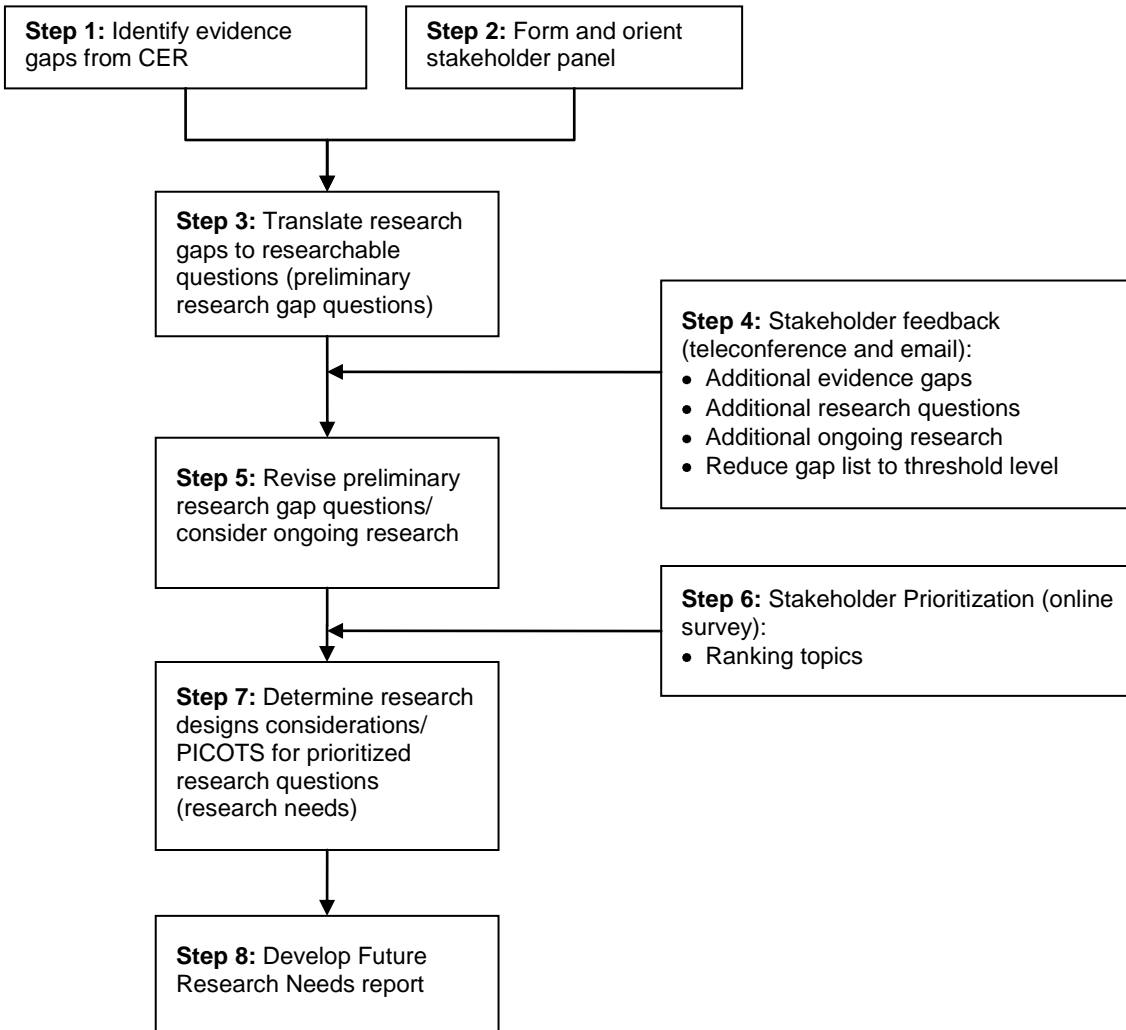 Step 1: Identify evidence
gaps from CER
Step 2: Form and orient
stakeholder panel
Step 3: Translate research
gaps to researchable
questions (preliminary
research gap questions)
Step 4: Stakeholder feedback
(teleconference and email):
• Additional evidence gaps
• Additional research questions
• Additional ongoing research
• Reduce gap list to threshold level
Step 5: Revise preliminary
research gap questions/
consider ongoing research
Step 6: Stakeholder Prioritization (online
survey):
• Ranking topics
Step 7: Determine research
designs considerations/
PICOTS for prioritized
research questions
(research needs)
Step 8: Develop Future
Research Needs report